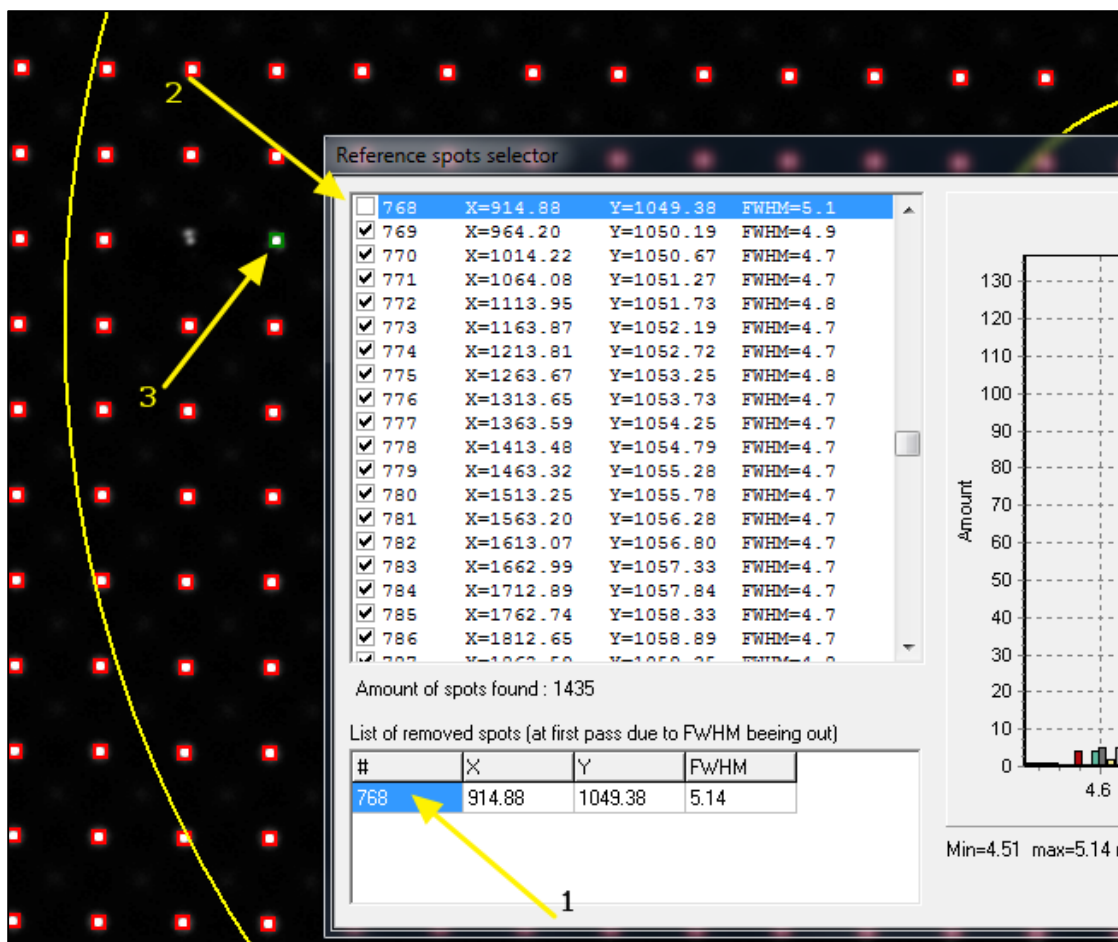 2
3
1
Reference spots selector
768 X=914.88 Y=1049.38 FWHM=5.1
769 X=964.20 Y=1050.19 FWHM=4.9
770 X=1014.22 Y=1050.67 FWHM=4.7
771 X=1064.08 Y=1051.27 FWHM=4.7
772 X=1113.95 Y=1051.73 FWHM=4.8
773 X=1163.87 Y=1052.19 FWHM=4.7
774 X=1213.81 Y=1052.72 FWHM=4.7
775 X=1263.67 Y=1053.25 FWHM=4.8
776 X=1313.65 Y=1053.73 FWHM=4.7
777 X=1363.59 Y=1054.25 FWHM=4.7
778 X=1413.48 Y=1054.79 FWHM=4.7
779 X=1463.32 Y=1055.28 FWHM=4.7
780 X=1513.25 Y=1055.78 FWHM=4.7
781 X=1563.20 Y=1056.28 FWHM=4.7
782 X=1613.07 Y=1056.80 FWHM=4.7
783 X=1662.99 Y=1057.33 FWHM=4.7
784 X=1712.89 Y=1057.84 FWHM=4.7
785 X=1762.74 Y=1058.33 FWHM=4.7
786 X=1812.65 Y=1058.89 FWHM=4.7
Amount of spots found : 1435
List of removed spots (at first pass due to FWHM beeing out)
# X Y FWHM
768 914.88 1049.38 5.14
130
120
110
100
90
80
70
60
50
40
30
20
10
0
Amount
4.6
Min=4.51 max=5.14